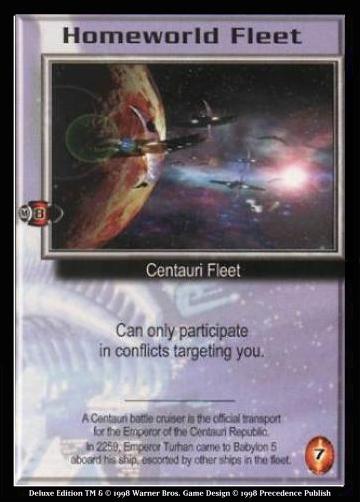 Homeworld Fleet
M 8
Centauri Fleet
Can only participate
in conflicts targeting you.
A Centauri battle cruiser is the official transport
for the Emperor of the Centauri Republic.
In 2259, Emperor Turhan came to Babylon 5
aboard his ship, escorted by other ships in the fleet.
7
Deluxe Edition TM & © 1998 Warner Bros. Game Design © 1998 Precedence Publish